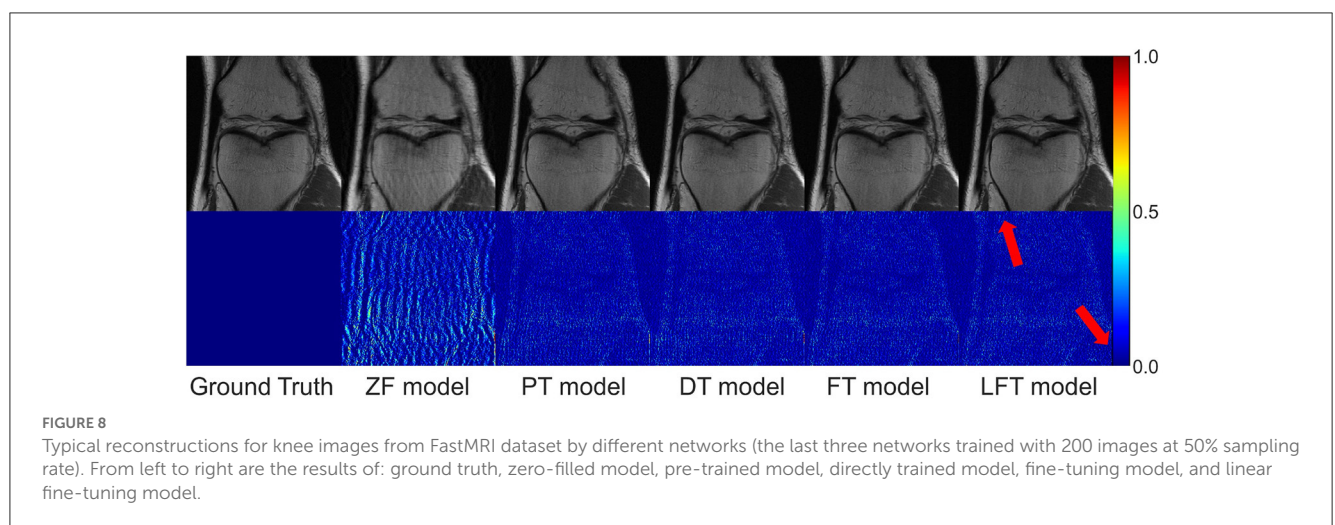 1.0
0.5
0.0
Ground Truth ZF model PT model DT model FT model LFT model
FIGURE 8
Typical reconstructions for knee images from FastMRI dataset by different networks (the last three networks trained with 200 images at 50% sampling
rate). From left to right are the results of: ground truth, zero-filled model, pre-trained model, directly trained model, fine-tuning model, and linear
fine-tuning model.